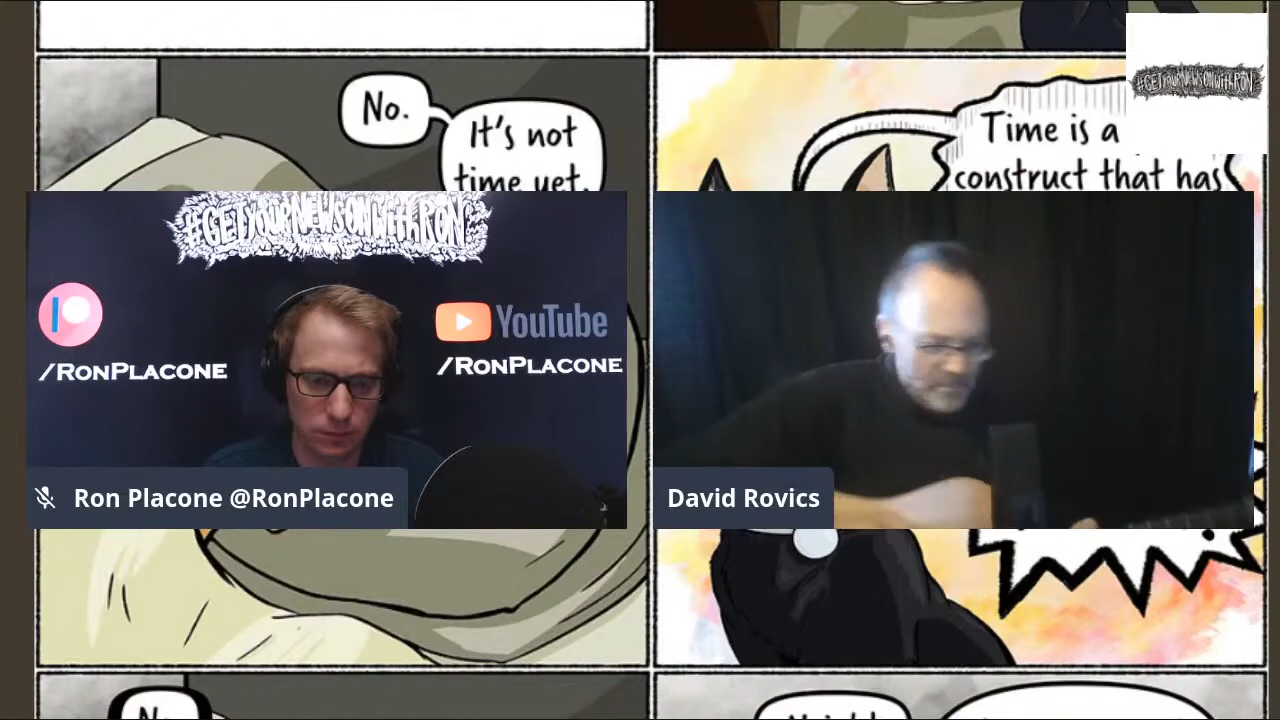 No.
It's not
time yet.
Time is a
construct that has
#GETYOURNEWSONWITHRON
#GETYOURNEWSONWITHRON
/RONPLACONE
YouTube
/RONPLACONE
Ron Placone @RonPlacone
David Rovics